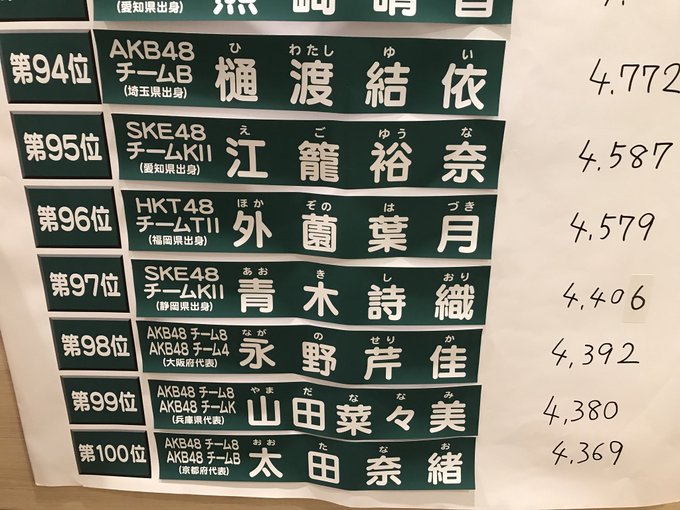 (愛知県出身)
第94位 AKB48 チームB (埼玉県出身) ひ わたし ゆ い 樋渡結依 4.772
第95位 SKE48 チームKII (愛知県出身) え ご ゆう な 江籠裕奈 4.587
第96位 HKT48 チームTII (福岡県出身) ほか ぞの は づき 外薗葉月 4,579
第97位 SKE48 チームKII (静岡県出身) あお き し おり 青木詩織 4,406
第98位 AKB48 チーム8 AKB48 チーム4 (大阪府代表) なが の せり か 永野芹佳 4,392
第99位 AKB48 チーム8 AKB48 チームK (兵庫県代表) やま だ な な み 山田菜々美 4,380
第100位 AKB48 チーム8 AKB48 チームB (京都府代表) おお た な お 太田奈緒 4,369